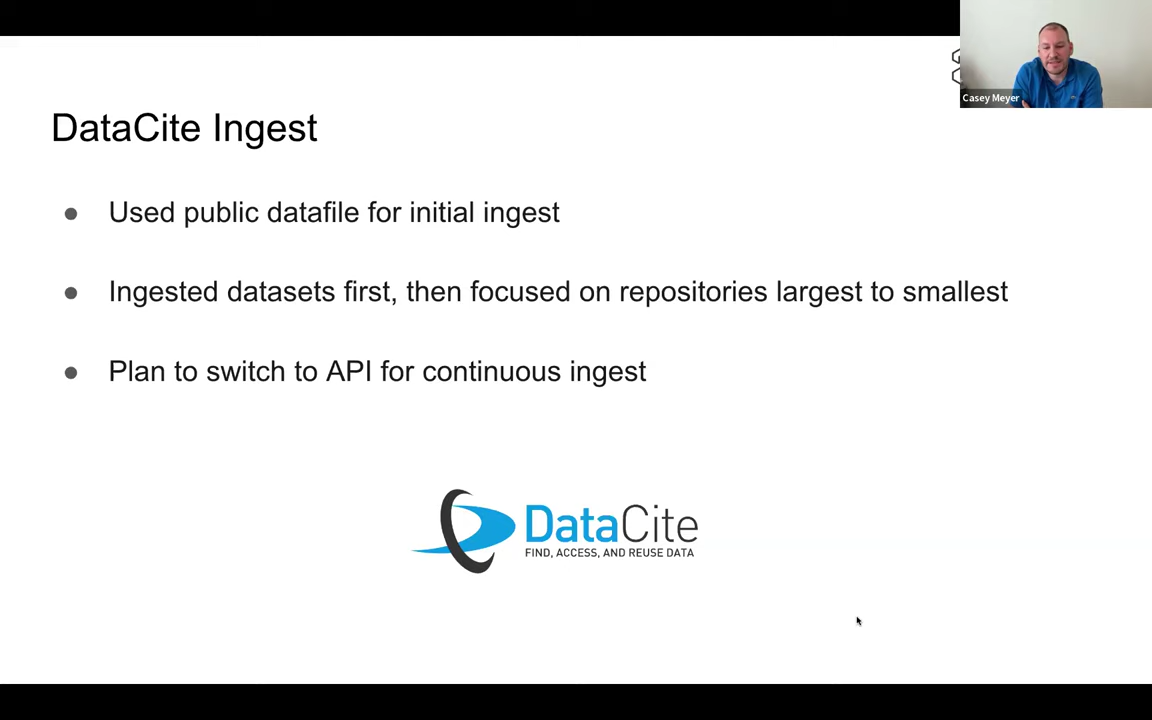 Casey Meyer
DataCite Ingest
● Used public datafile for initial ingest
● Ingested datasets first, then focused on repositories largest to smallest
● Plan to switch to API for continuous ingest
DataCite
FIND, ACCESS, AND REUSE DATA